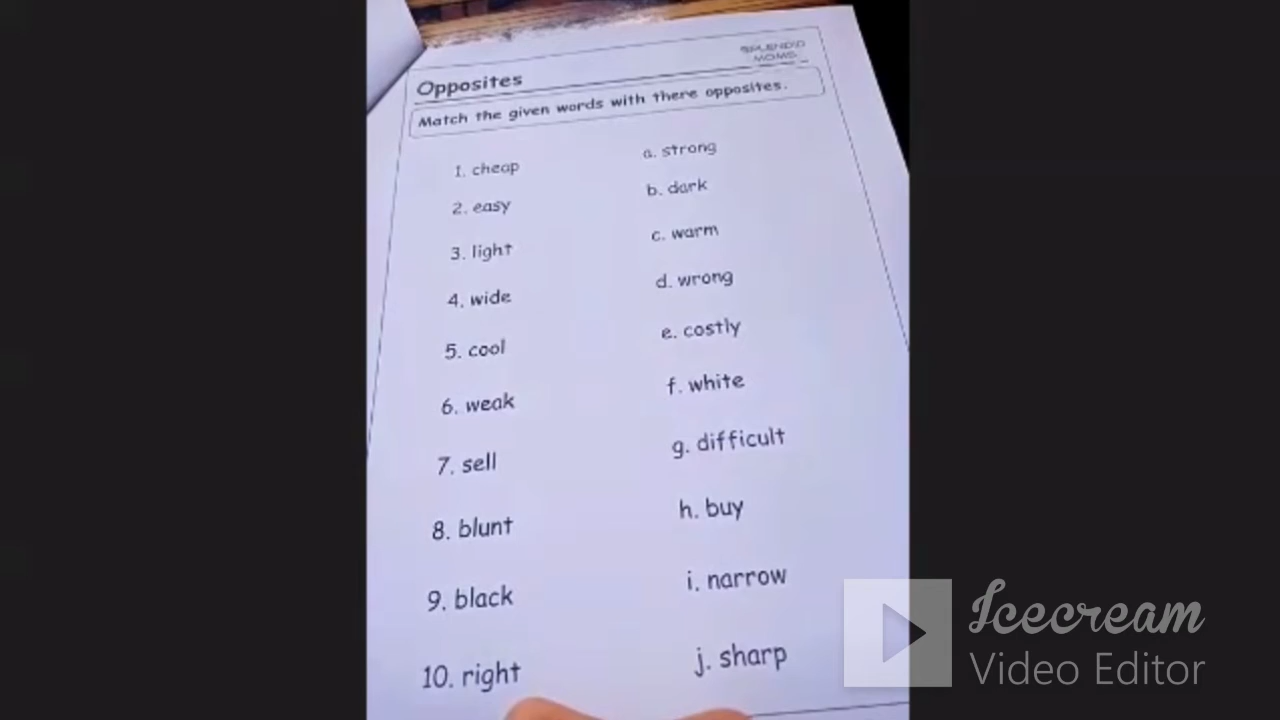 SPLENDID
MOMS
Opposites
Match the given words with there opposites.
1. cheap
2. easy
3. light
4. wide
5. cool
6. weak
7. sell
8. blunt
9. black
10. right
a. strong
b. dark
c. warm
d. wrong
e. costly
f. white
g. difficult
h. buy
i. narrow
j. sharp
Icecream
Video Editor